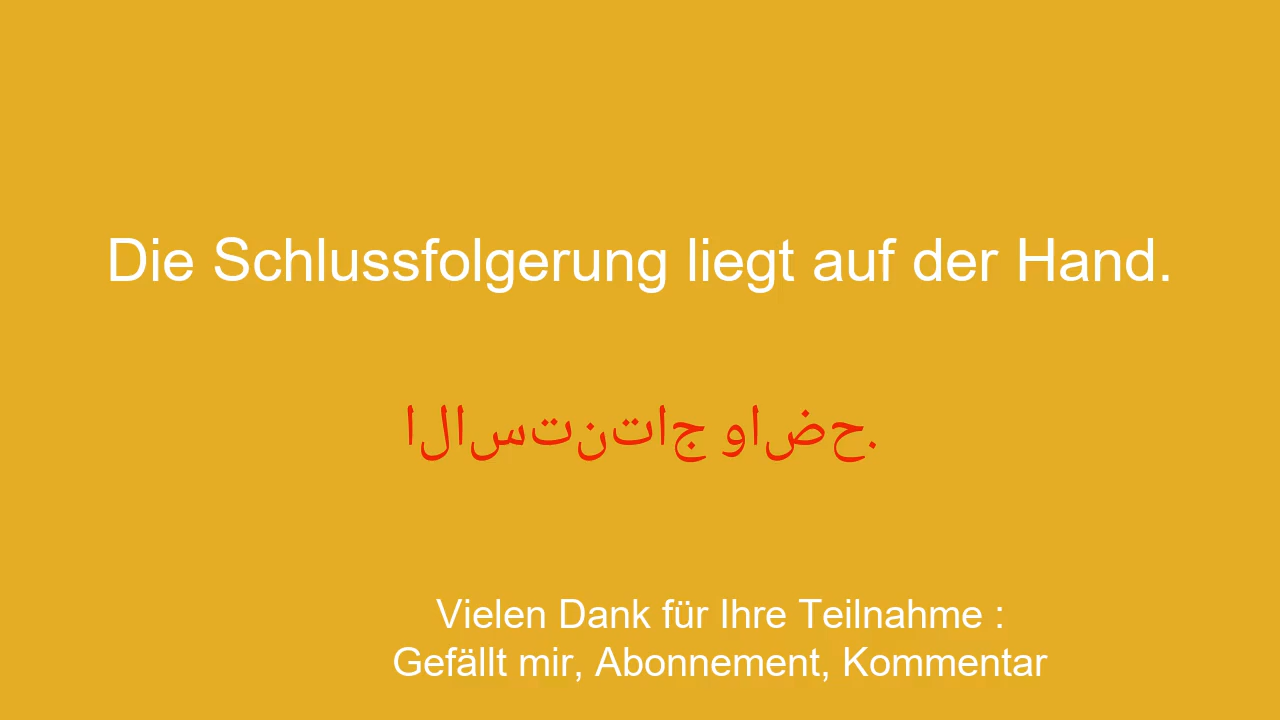 Die Schlussfolgerung liegt auf der Hand.
الاستنتاج واضح.
Vielen Dank für Ihre Teilnahme :
Gefällt mir, Abonnement, Kommentar